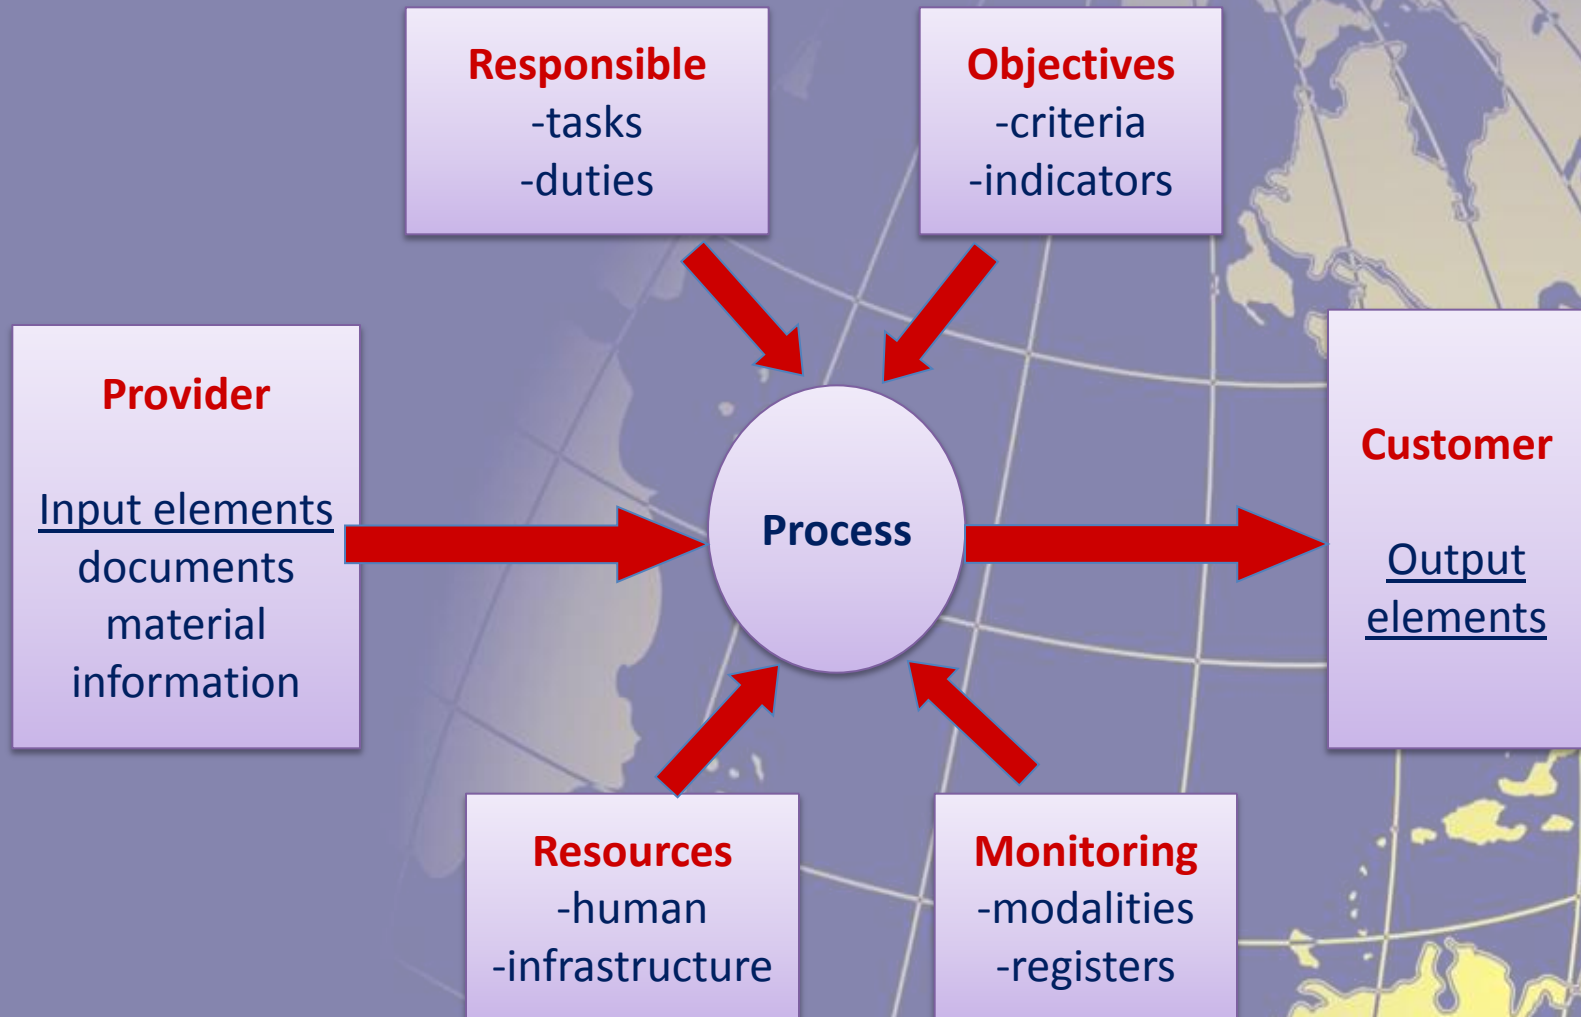 Responsible
-tasks
-duties
Objectives
-criteria
-indicators
Provider
Input elements
documents
material
information
Process
Customer
Output
elements
Resources
-human
-infrastructure
Monitoring
-modalities
-registers